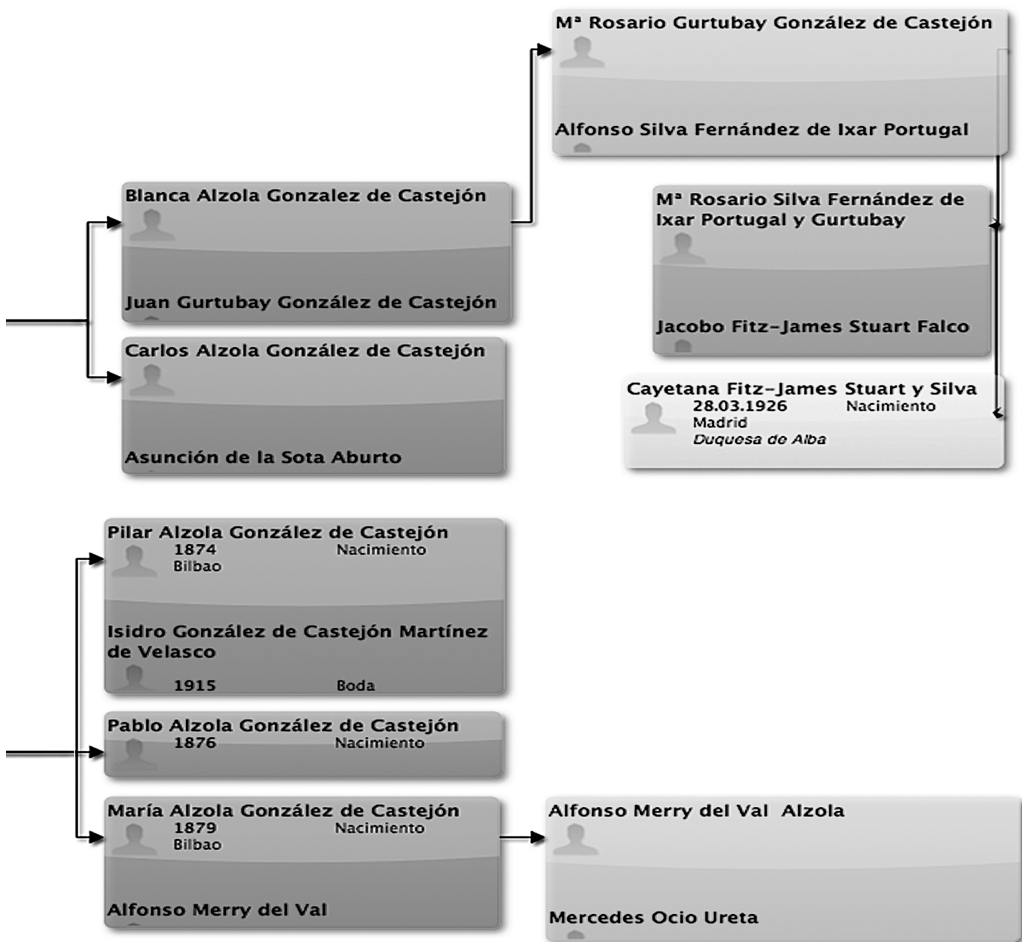 Mª Rosario Gurtubay González de Castejón
Alfonso Silva Fernández de Ixar Portugal
Blanca Alzola Gonzalez de Castejón
Juan Gurtubay González de Castejón
Mª Rosario Silva Fernández de
Ixar Portugal y Gurtubay
Jacobo Fitz-James Stuart Falco
Carlos Alzola González de Castejón
Asunción de la Sota Aburto
Cayetana Fitz-James Stuart y Silva
28.03.1926 Nacimiento
Madrid
Duquesa de Alba
Pilar Alzola González de Castejón
1874 Nacimiento
Bilbao
Isidro González de Castejón Martínez
de Velasco
1915 Boda
Pablo Alzola González de Castejón
1876 Nacimiento
María Alzola González de Castejón
1879 Nacimiento
Bilbao
Alfonso Merry del Val
Alfonso Merry del Val Alzola
Mercedes Ocio Ureta